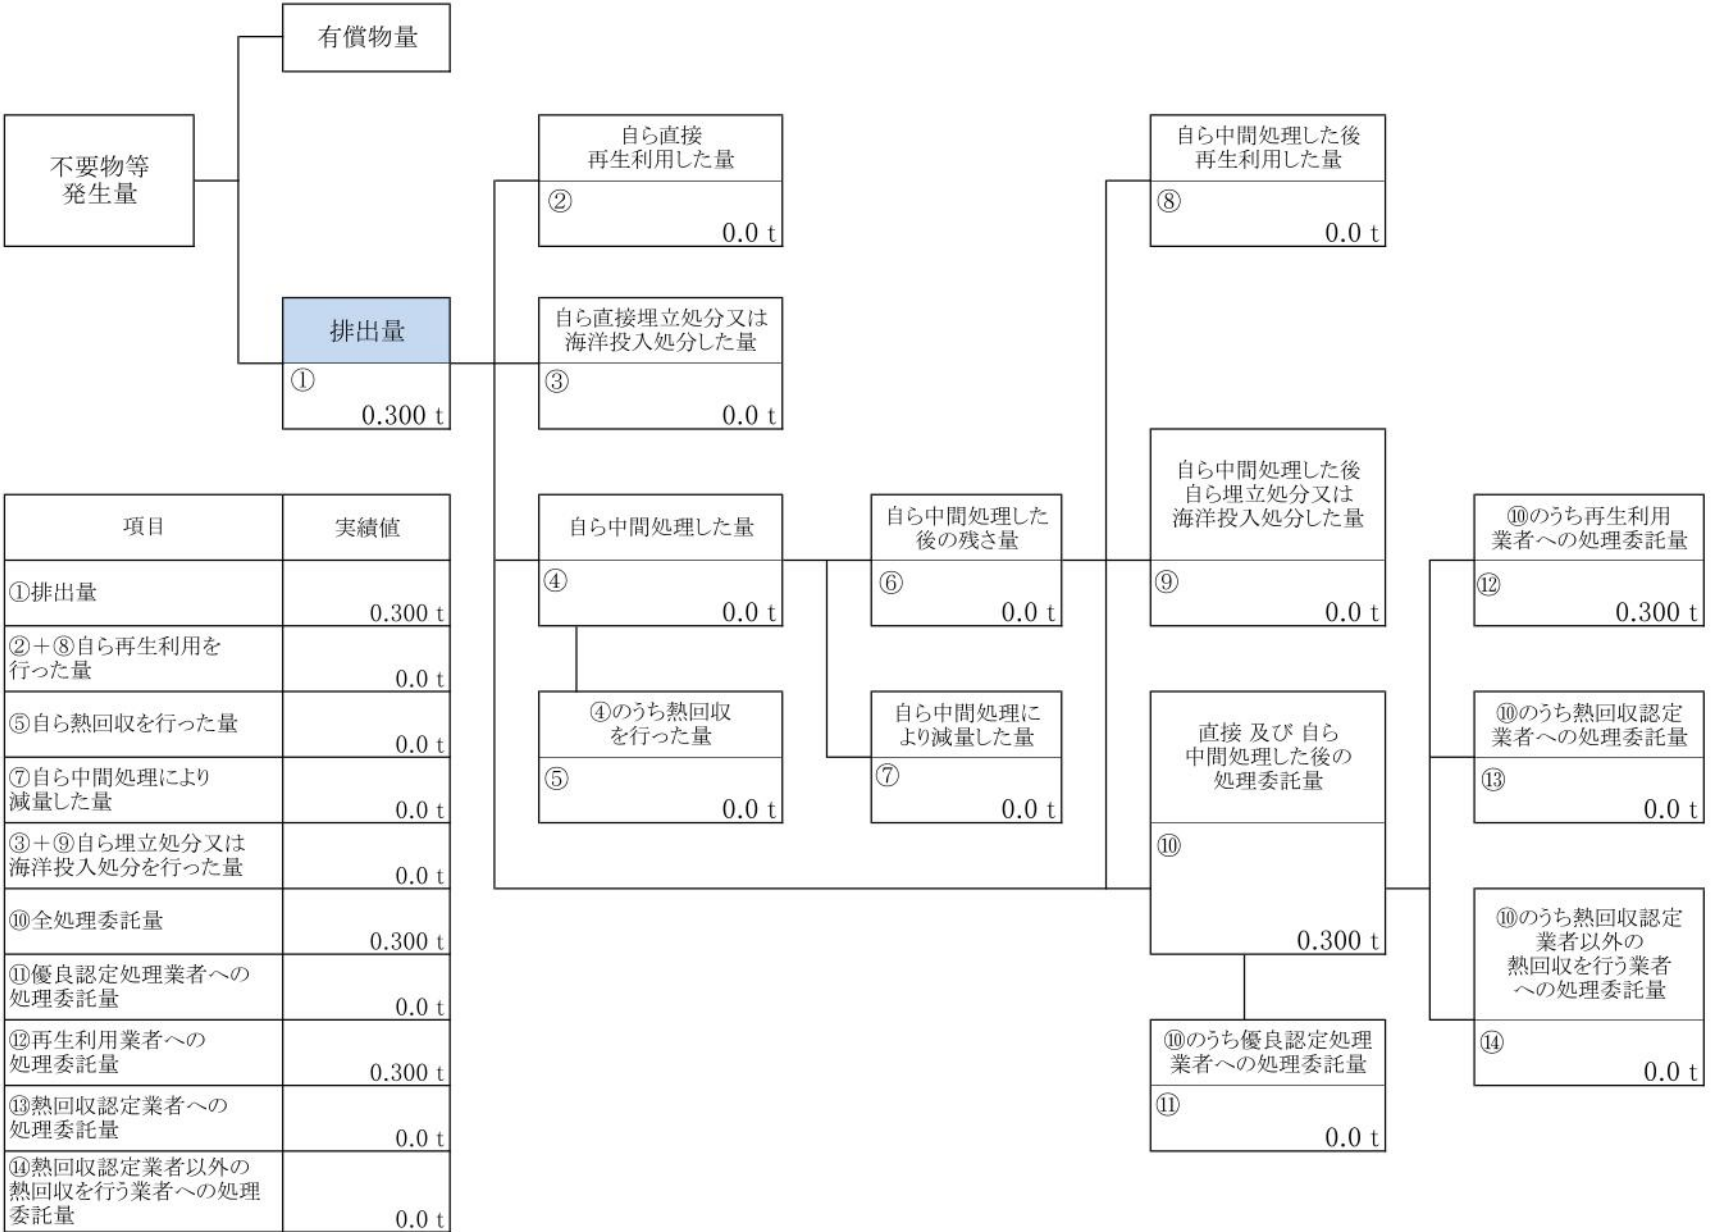 有償物量
不要物等
発生量
排出量
①
0.300 t
自ら直接
再生利用した量
②
0.0 t
自ら直接埋立処分又は
海洋投入処分した量
③
0.0 t
自ら中間処理した量
④
0.0 t
④のうち熱回収
を行った量
⑤
0.0 t
自ら中間処理した
後の残さ量
⑥
0.0 t
自ら中間処理に
より減量した量
⑦
0.0 t
自ら中間処理した後
再生利用した量
⑧
0.0 t
自ら中間処理した後
自ら埋立処分又は
海洋投入処分した量
⑨
0.0 t
直接 及び 自ら
中間処理した後の
処理委託量
⑩
0.300 t
⑩のうち優良認定処理
業者への処理委託量
⑪
0.0 t
⑩のうち再生利用
業者への処理委託量
⑫
0.300 t
⑩のうち熱回収認定
業者への処理委託量
⑬
0.0 t
⑩のうち熱回収認定
業者以外の
熱回収を行う業者
への処理委託量
⑭
0.0 t
項目 実績値
①排出量
0.300 t
②＋⑧自ら再生利用を
行った量
0.0 t
⑤自ら熱回収を行った量
0.0 t
⑦自ら中間処理により
減量した量
0.0 t
③＋⑨自ら埋立処分又は
海洋投入処分を行った量
0.0 t
⑩全処理委託量
0.300 t
⑪優良認定処理業者への
処理委託量
0.0 t
⑫再生利用業者への
処理委託量
0.300 t
⑬熱回収認定業者への
処理委託量
0.0 t
⑭熱回収認定業者以外の
熱回収を行う業者への処理
委託量
0.0 t